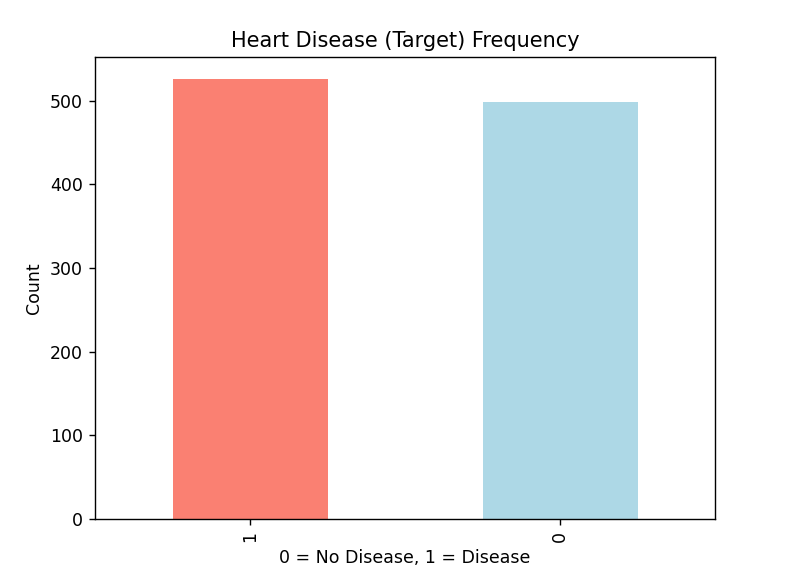 Heart Disease (Target) Frequency
500
400
300
200
100
0
Count
1
0
0 = No Disease, 1 = Disease